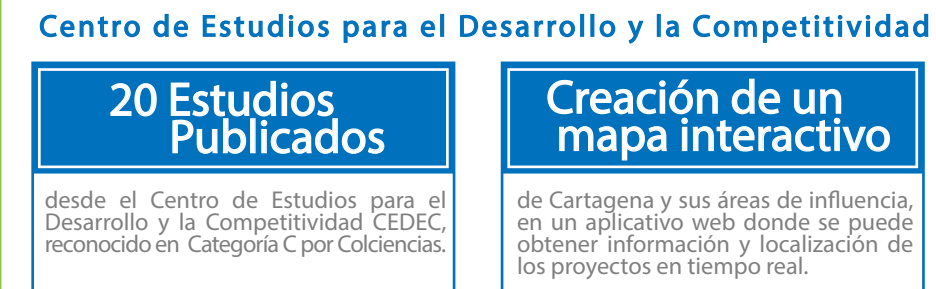 Centro de Estudios para el Desarrollo y la Competitividad
20 Estudios
Publicados
desde el Centro de Estudios para el
Desarrollo y la Competitividad CEDEC,
reconocido en Categoría C por Colciencias.
Creación de un
mapa interactivo
de Cartagena y sus áreas de influencia,
en un aplicativo web donde se puede
obtener información y localización de
los proyectos en tiempo real.